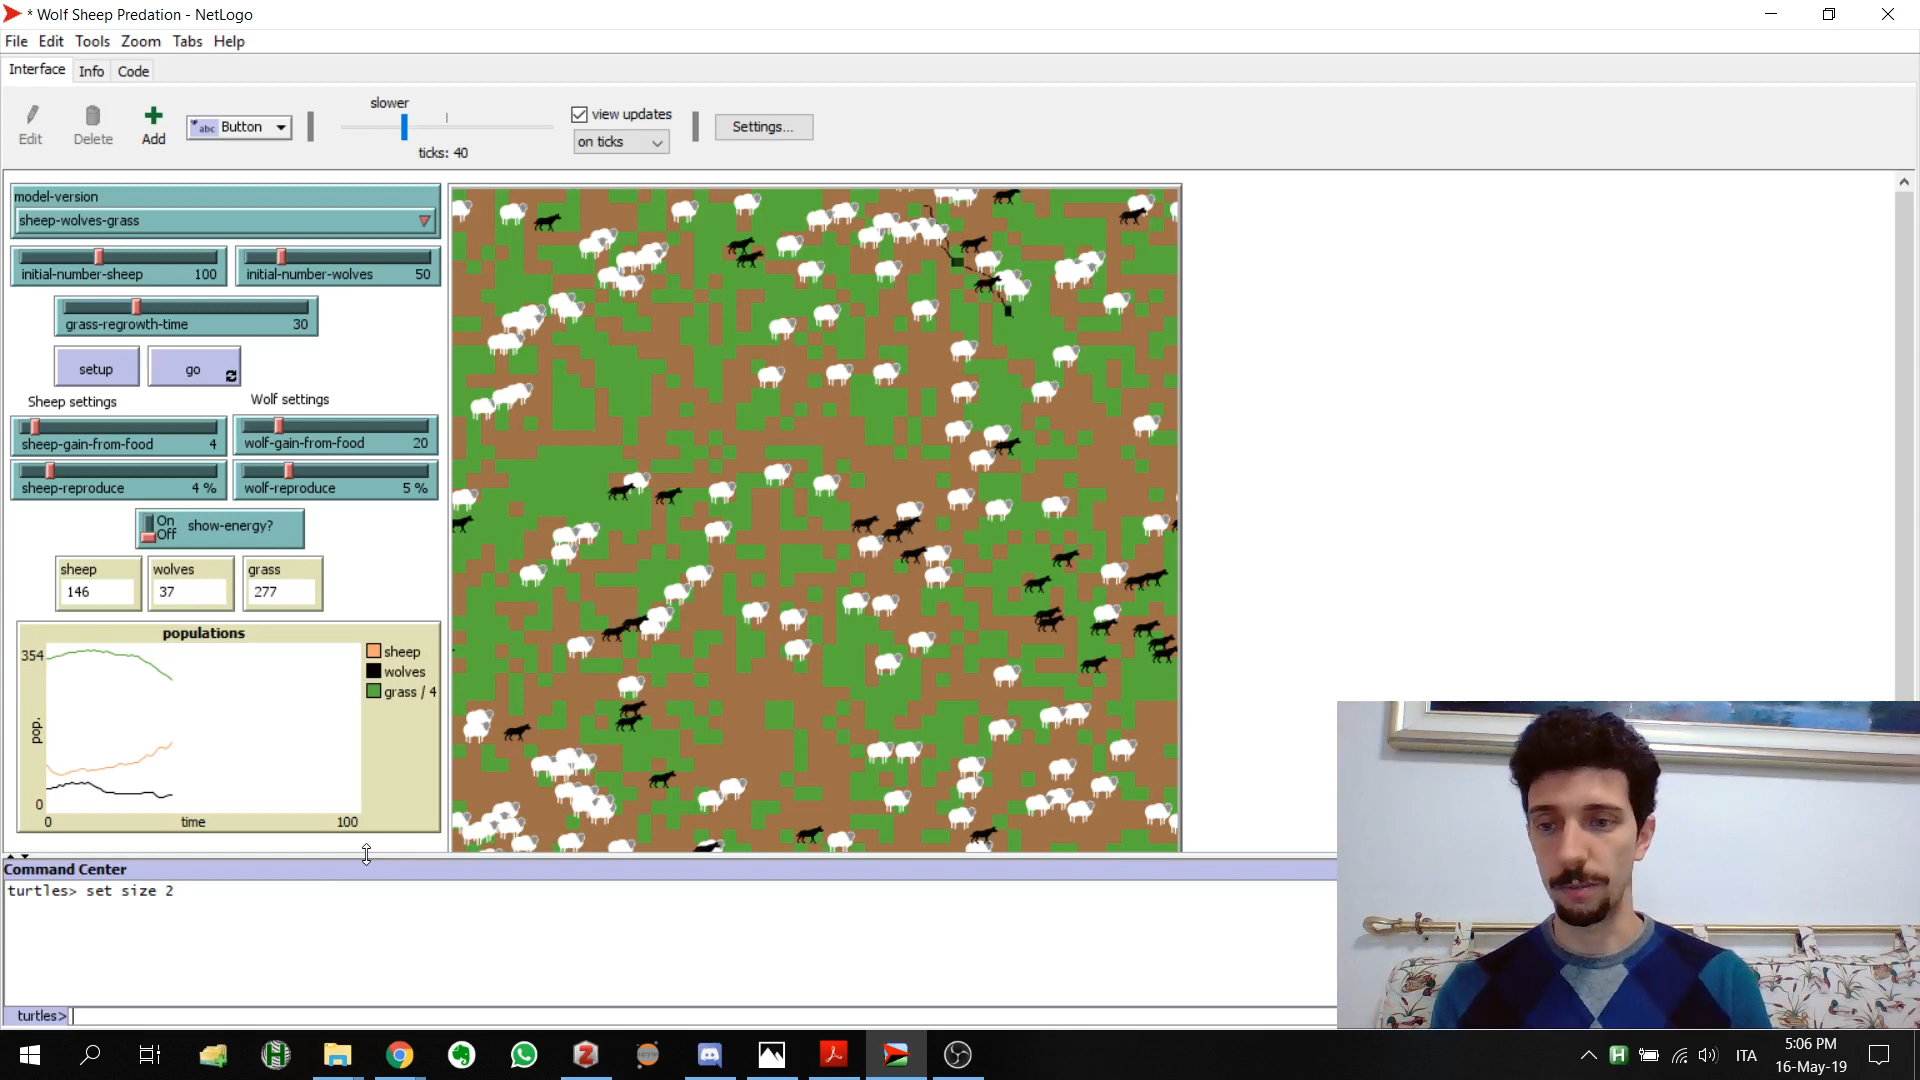 * Wolf Sheep Predation - NetLogo
File Edit Tools Zoom Tabs Help
Interface Info Code
Edit Delete Add abc Button slower ticks: 40 view updates on ticks Settings...
model-version
sheep-wolves-grass
initial-number-sheep 100 initial-number-wolves 50
grass-regrowth-time 30
setup go
Sheep settings Wolf settings
sheep-gain-from-food 4 wolf-gain-from-food 20
sheep-reproduce 4 % wolf-reproduce 5 %
On
Off show-energy?
sheep wolves grass
146 37 277
populations
354
pop.
0
0 time 100
sheep
wolves
grass / 4
Command Center
turtles> set size 2
turtles>
ITA
5:06 PM
16-May-19